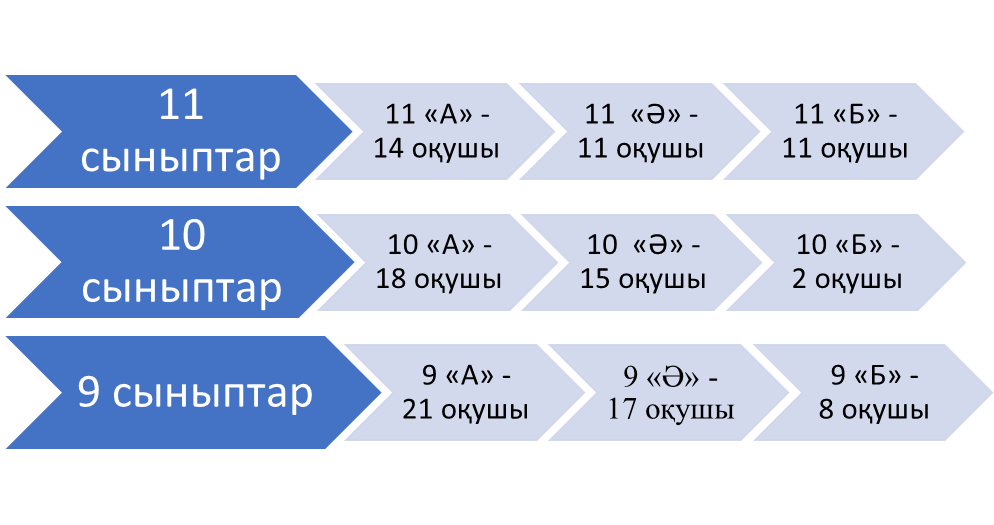 11
сыныптар
11 «А» -
14 оқушы
11 «Ә» -
11 оқушы
11 «Б» -
11 оқушы
10
сыныптар
10 «А» -
18 оқушы
10 «Ә» -
15 оқушы
10 «Б» -
2 оқушы
9 сыныптар
9 «А» -
21 оқушы
9 «Ә» -
17 оқушы
9 «Б» -
8 оқушы